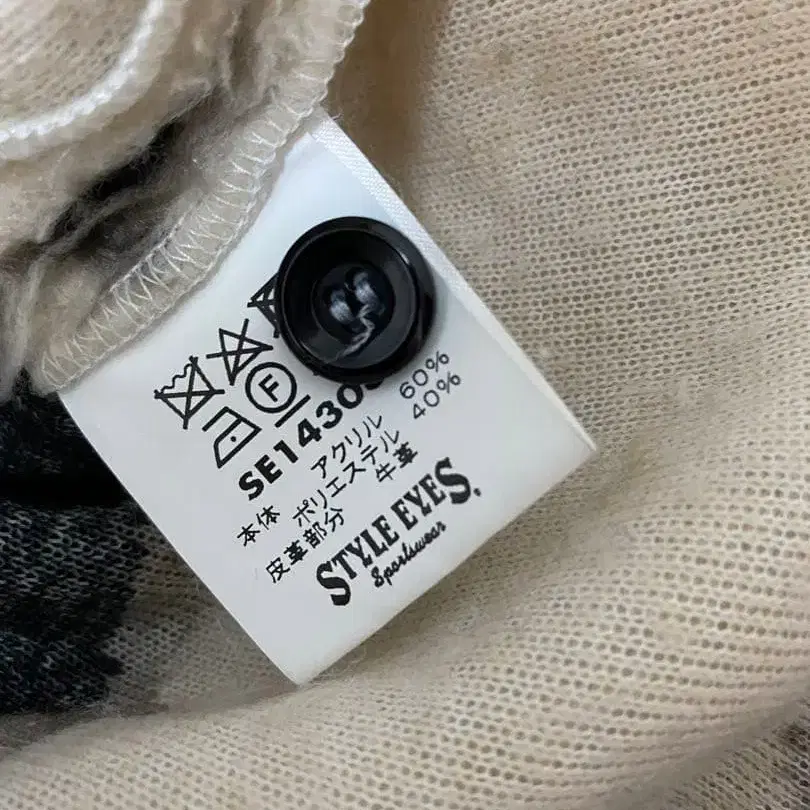 F
SE1430
本体 アクリル 60%
ポリエステル 40%
皮革部分 牛革
STYLE EYES.
Sportswear